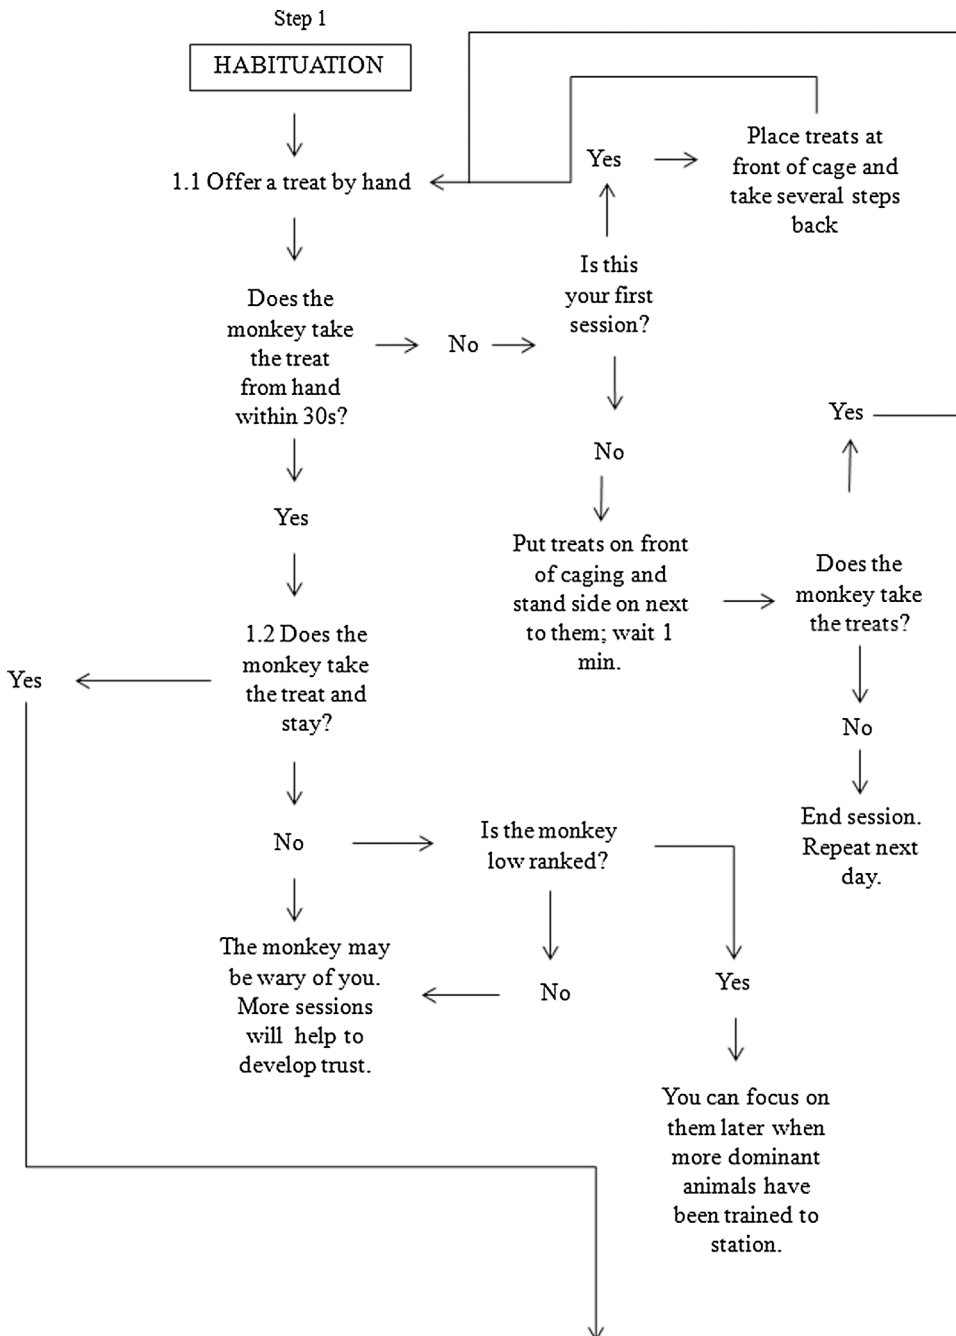 Step 1
HABITUATION
1.1 Offer a treat by hand
Does the
monkey take
the treat
from hand
within 30s?
No
Is this
your first
session?
Yes
Place treats at
front of cage and
take several steps
back
No
Put treats on front
of caging and
stand side on next
to them; wait 1
min.
Does the
monkey take
the treats?
Yes
No
End session.
Repeat next
day.
Yes
1.2 Does the
monkey take
the treat and
stay?
Yes
No
Is the monkey
low ranked?
No
The monkey may
be wary of you.
More sessions
will help to
develop trust.
Yes
You can focus on
them later when
more dominant
animals have
been trained to
station.